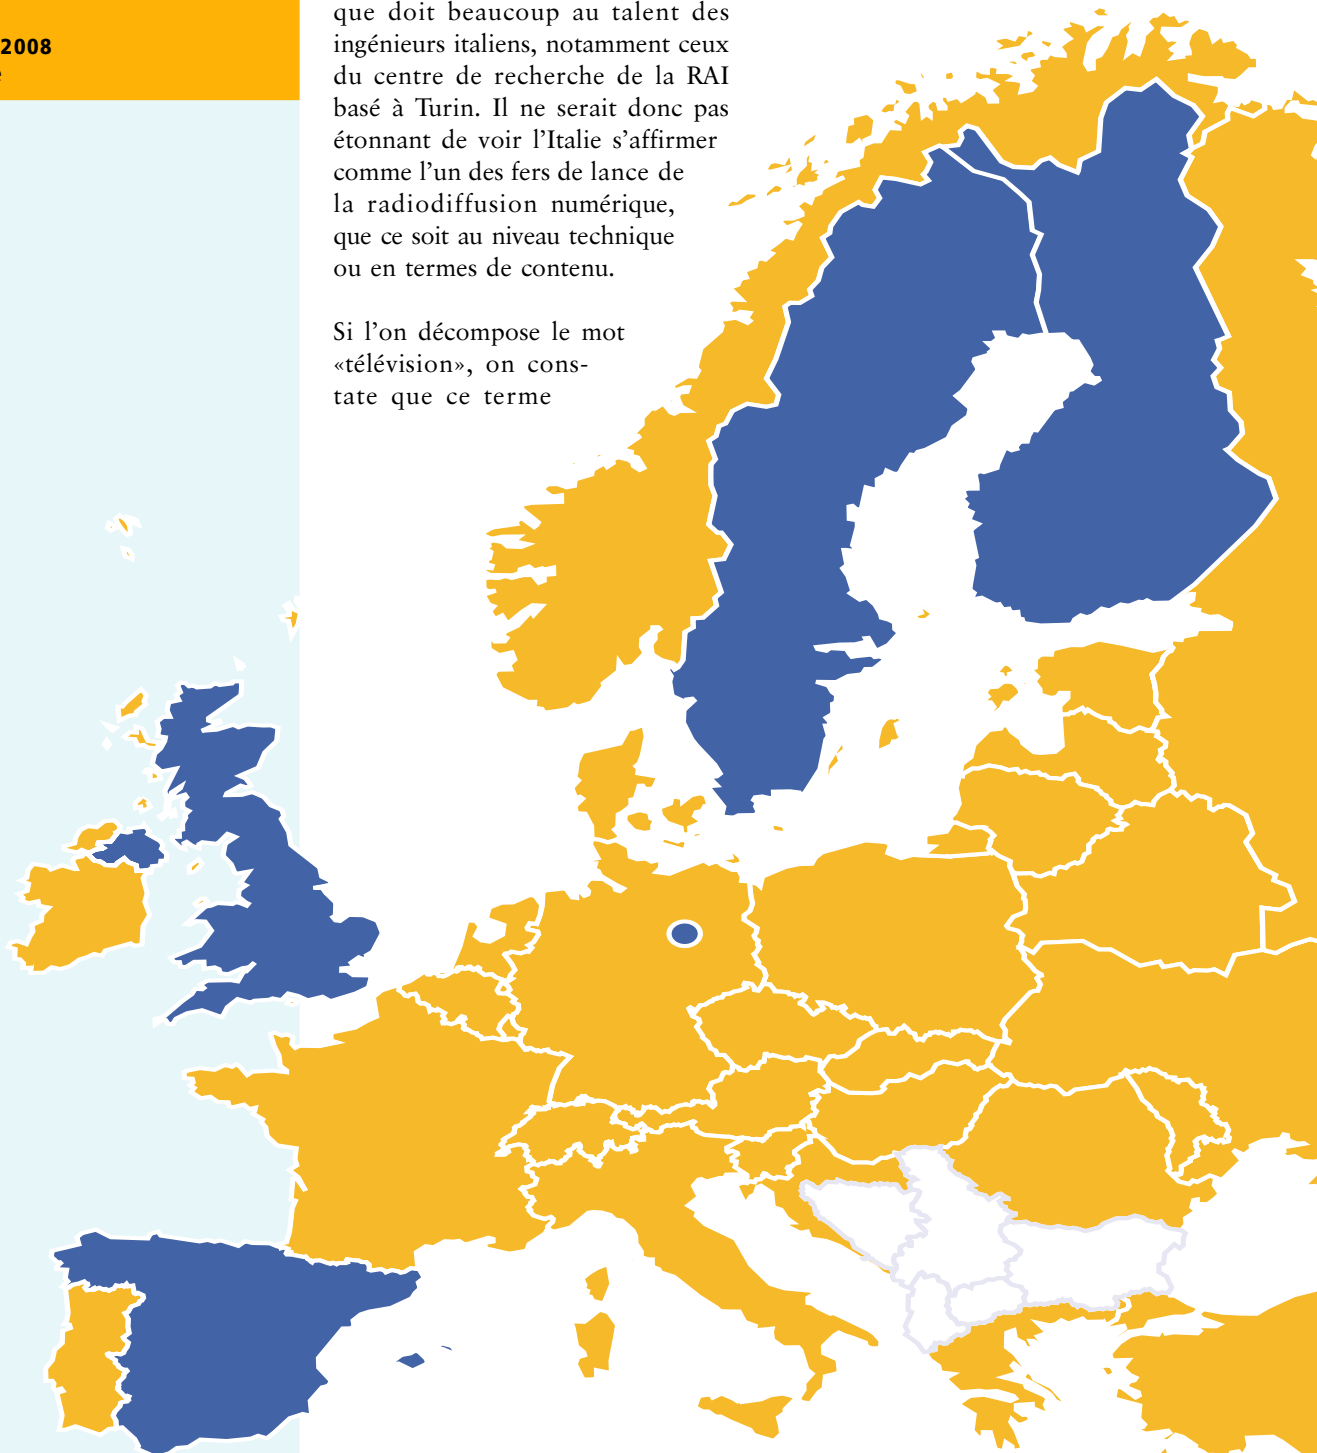 2008
que doit beaucoup au talent des
ingénieurs italiens, notamment ceux
du centre de recherche de la RAI
basé à Turin. Il ne serait donc pas
étonnant de voir l’Italie s’affirmer
comme l’un des fers de lance de
la radiodiffusion numérique,
que ce soit au niveau technique
ou en termes de contenu.
Si l’on décompose le mot
«télévision», on cons-
tate que ce terme